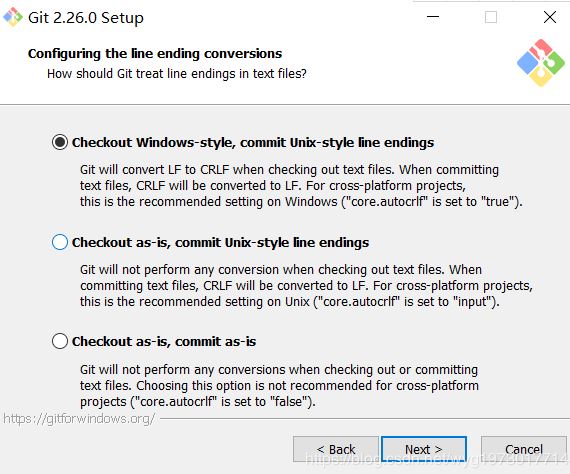 Git 2.26.0 Setup
Configuring the line ending conversions
How should Git treat line endings in text files?
Checkout Windows-style, commit Unix-style line endings
Git will convert LF to CRLF when checking out text files. When committing
text files, CRLF will be converted to LF. For cross-platform projects,
this is the recommended setting on Windows ("core.autocrlf" is set to "true").
Checkout as-is, commit Unix-style line endings
Git will not perform any conversion when checking out text files. When
committing text files, CRLF will be converted to LF. For cross-platform projects,
this is the recommended setting on Unix ("core.autocrlf" is set to "input").
Checkout as-is, commit as-is
Git will not perform any conversions when checking out or committing
text files. Choosing this option is not recommended for cross-platform
projects ("core.autocrlf" is set to "false").
https://gitforwindows.org/
< Back Next > Cancel